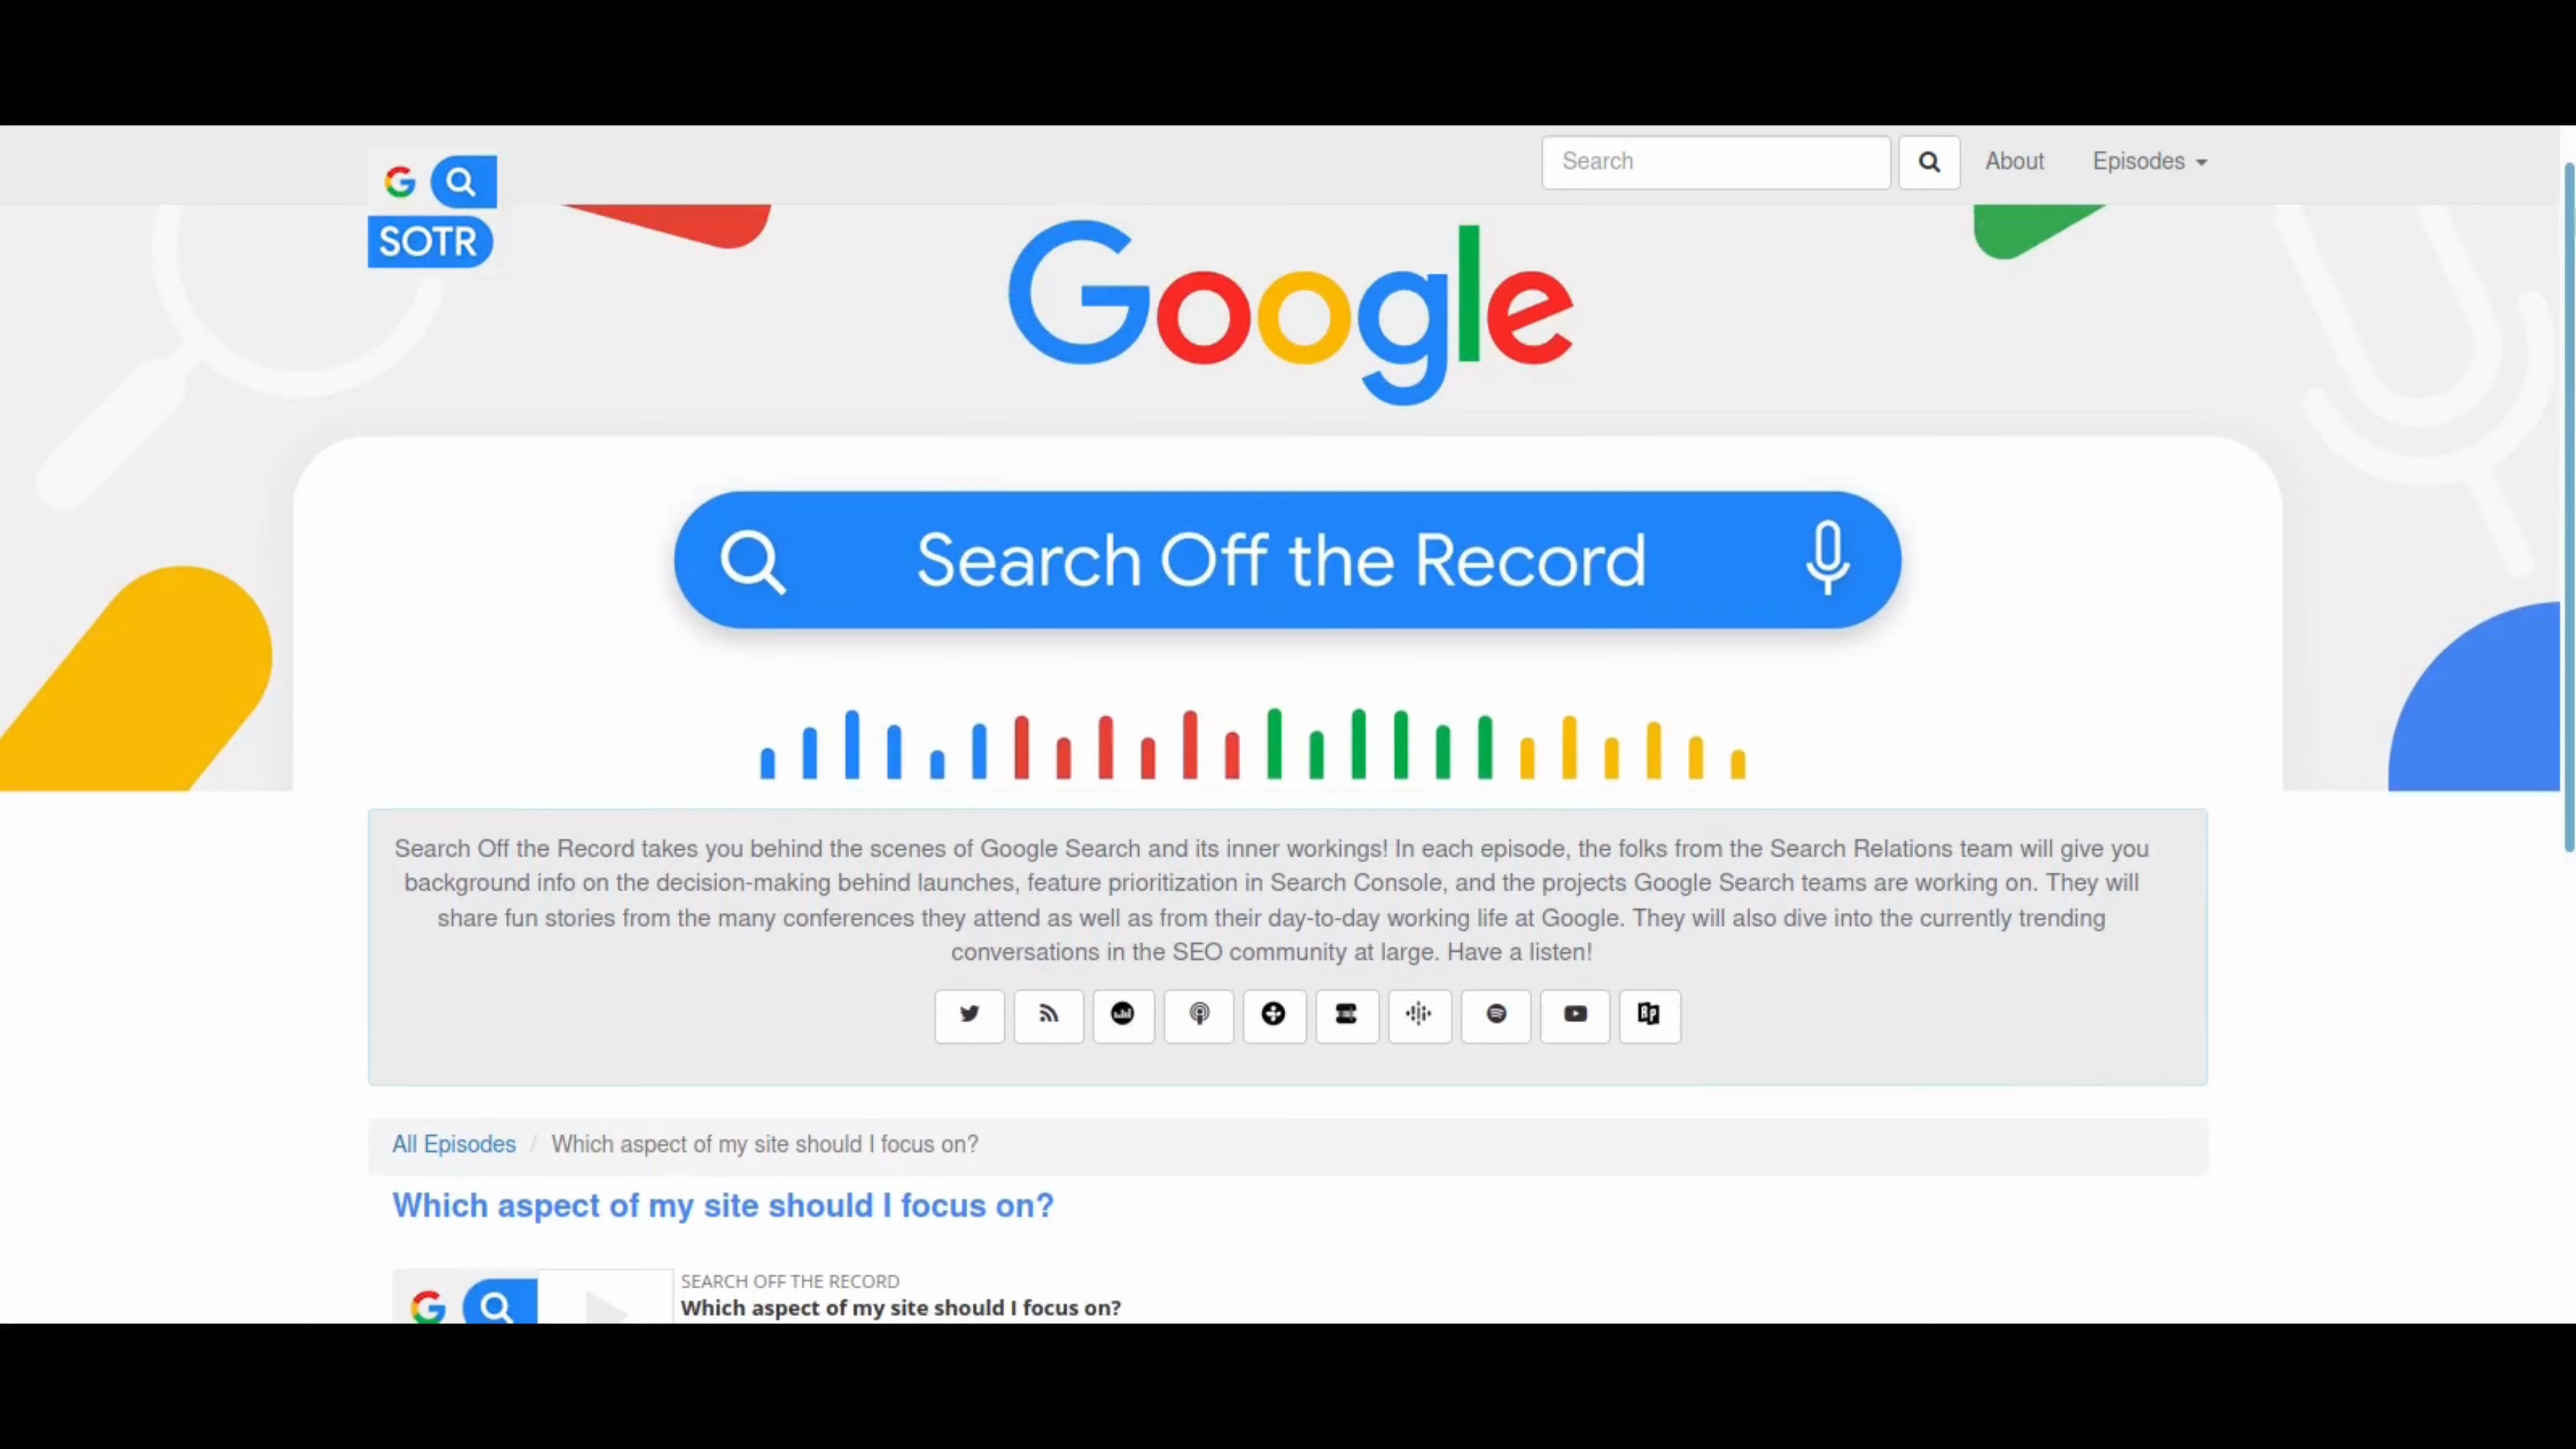 G
Search
About
Episodes
SOTR
Google
Search Off the Record
Search Off the Record takes you behind the scenes of Google Search and its inner workings! In each episode, the folks from the Search Relations team will give you
background info on the decision-making behind launches, feature prioritization in Search Console, and the projects Google Search teams are working on. They will
share fun stories from the many conferences they attend as well as from their day-to-day working life at Google. They will also dive into the currently trending
conversations in the SEO community at large. Have a listen!
RP
All Episodes / Which aspect of my site should I focus on?
Which aspect of my site should I focus on?
G
SEARCH OFF THE RECORD
Which aspect of my site should I focus on?